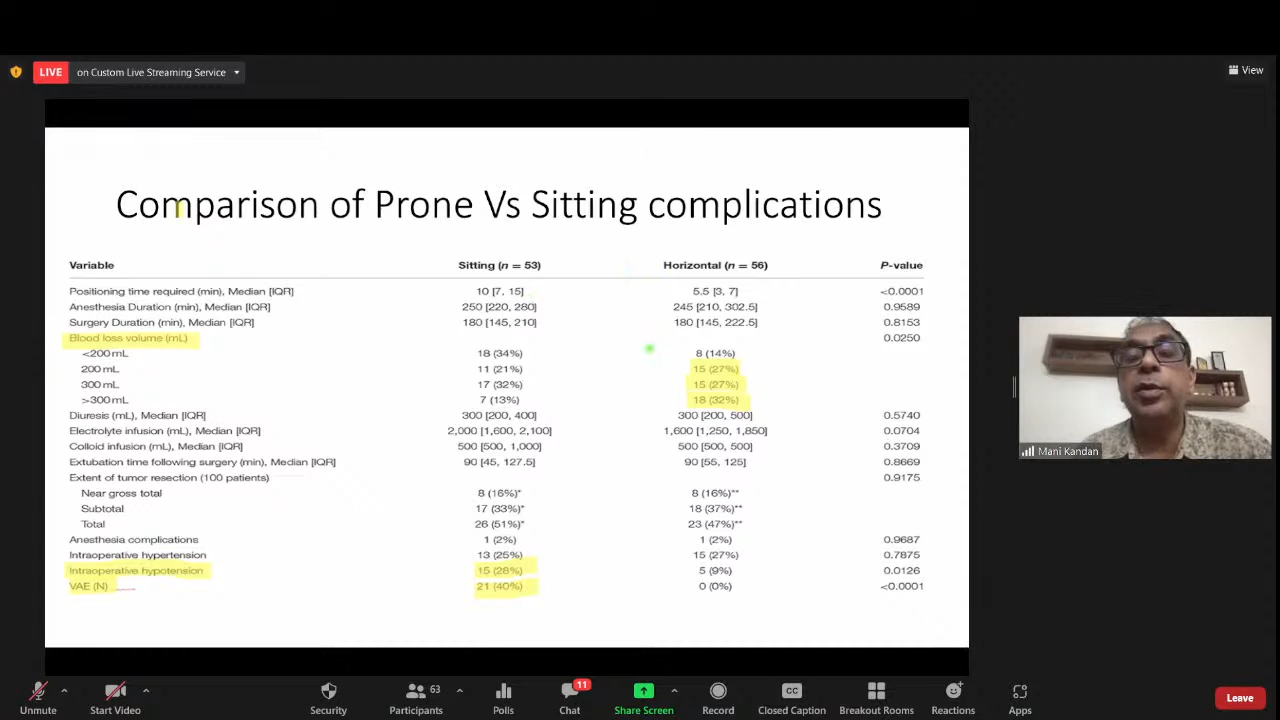 LIVE on Custom Live Streaming Service
View
Comparison of Prone Vs Sitting complications
Variable Sitting (n = 53) Horizontal (n = 56) P-value
Positioning time required (min), Median [IQR] 10 [7, 15] 5.5 [3, 7] <0.0001
Anesthesia Duration (min), Median [IQR] 250 [220, 280] 245 [210, 302.5] 0.9589
Surgery Duration (min), Median [IQR] 180 [145, 210] 180 [145, 222.5] 0.8153
Blood loss volume (mL) 0.0250
<200 mL 18 (34%) 8 (14%)
200 mL 11 (21%) 15 (27%)
300 mL 17 (32%) 15 (27%)
>300 mL 7 (13%) 18 (32%)
Diuresis (mL), Median [IQR] 300 [200, 400] 300 [200, 500] 0.5740
Electrolyte infusion (mL), Median [IQR] 2,000 [1,600, 2,100] 1,600 [1,250, 1,850] 0.0704
Colloid infusion (mL), Median [IQR] 500 [500, 1,000] 500 [500, 500] 0.3709
Extubation time following surgery (min), Median [IQR] 90 [45, 127.5] 90 [55, 125] 0.8669
Extent of tumor resection (100 patients) 0.9175
Near gross total 8 (16%)* 8 (16%)**
Subtotal 17 (33%)* 18 (37%)**
Total 26 (51%)* 23 (47%)**
Anesthesia complications 1 (2%) 1 (2%) 0.9687
Intraoperative hypertension 13 (25%) 15 (27%) 0.7875
Intraoperative hypotension 15 (28%) 5 (9%) 0.0126
VAE (N) 21 (40%) 0 (0%) <0.0001
Mani Kandan
63
11
CC
Unmute Start Video Security Participants Polls Chat Share Screen Record Closed Caption Breakout Rooms Reactions Apps Leave